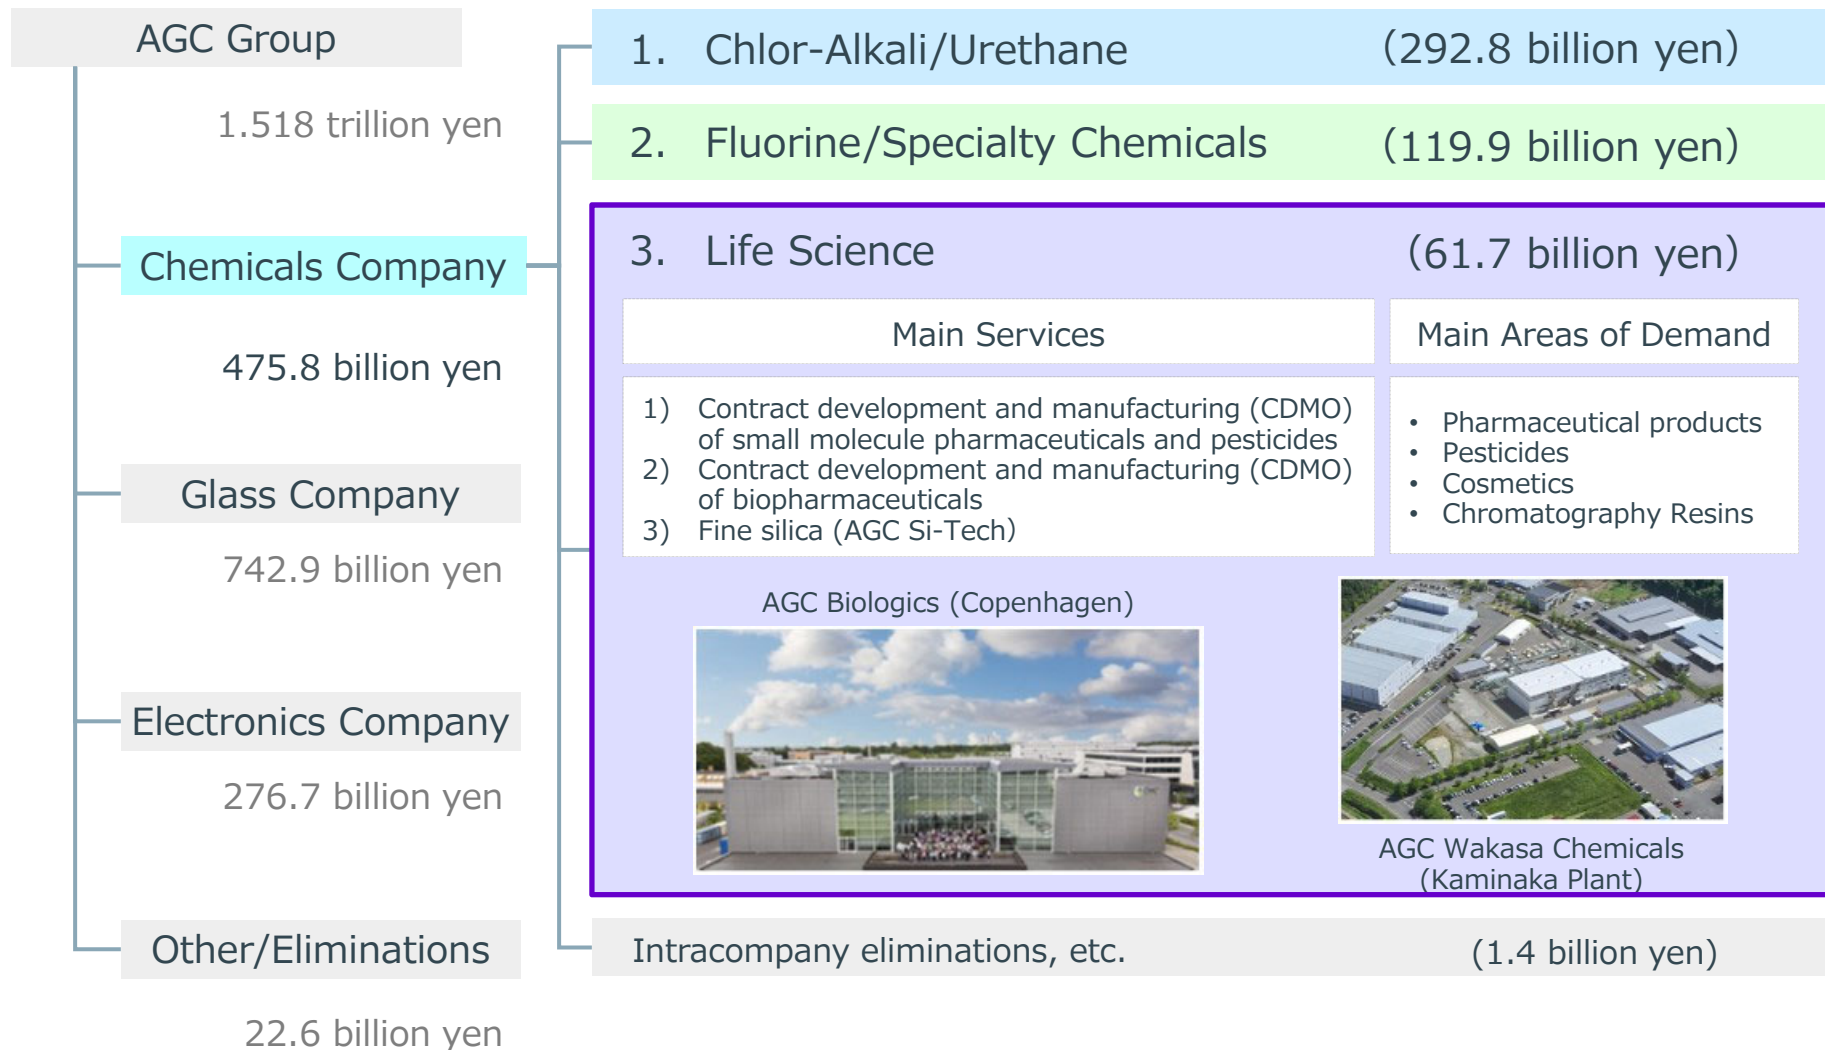 AGC Group
1.518 trillion yen
Chemicals Company
475.8 billion yen
Glass Company
742.9 billion yen
Electronics Company
276.7 billion yen
Other/Eliminations
22.6 billion yen
1. Chlor-Alkali/Urethane (292.8 billion yen)
2. Fluorine/Specialty Chemicals (119.9 billion yen)
3. Life Science (61.7 billion yen)
Main Services
1) Contract development and manufacturing (CDMO)
of small molecule pharmaceuticals and pesticides
2) Contract development and manufacturing (CDMO)
of biopharmaceuticals
3) Fine silica (AGC Si-Tech)
Main Areas of Demand
• Pharmaceutical products
• Pesticides
• Cosmetics
• Chromatography Resins
AGC Biologics (Copenhagen)
AGC Wakasa Chemicals
(Kaminaka Plant)
Intracompany eliminations, etc. (1.4 billion yen)